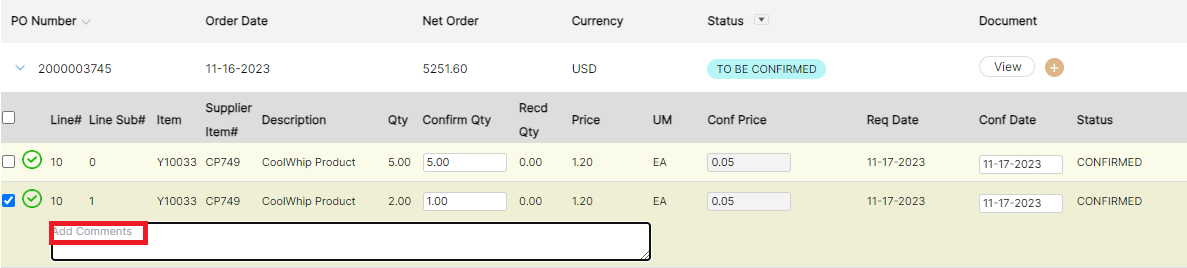 PO Number Order Date Net Order Currency Status Document
2000003745 11-16-2023 5251.60 USD TO BE CONFIRMED View +
Line# Line Sub# Item Supplier Item# Description Qty Confirm Qty Recd Qty Price UM Conf Price Req Date Conf Date Status
10 0 Y10033 CP749 CoolWhip Product 5.00 5.00 0.00 1.20 EA 0.05 11-17-2023 11-17-2023 CONFIRMED
10 1 Y10033 CP749 CoolWhip Product 2.00 1.00 0.00 1.20 EA 0.05 11-17-2023 11-17-2023 CONFIRMED
Add Comments